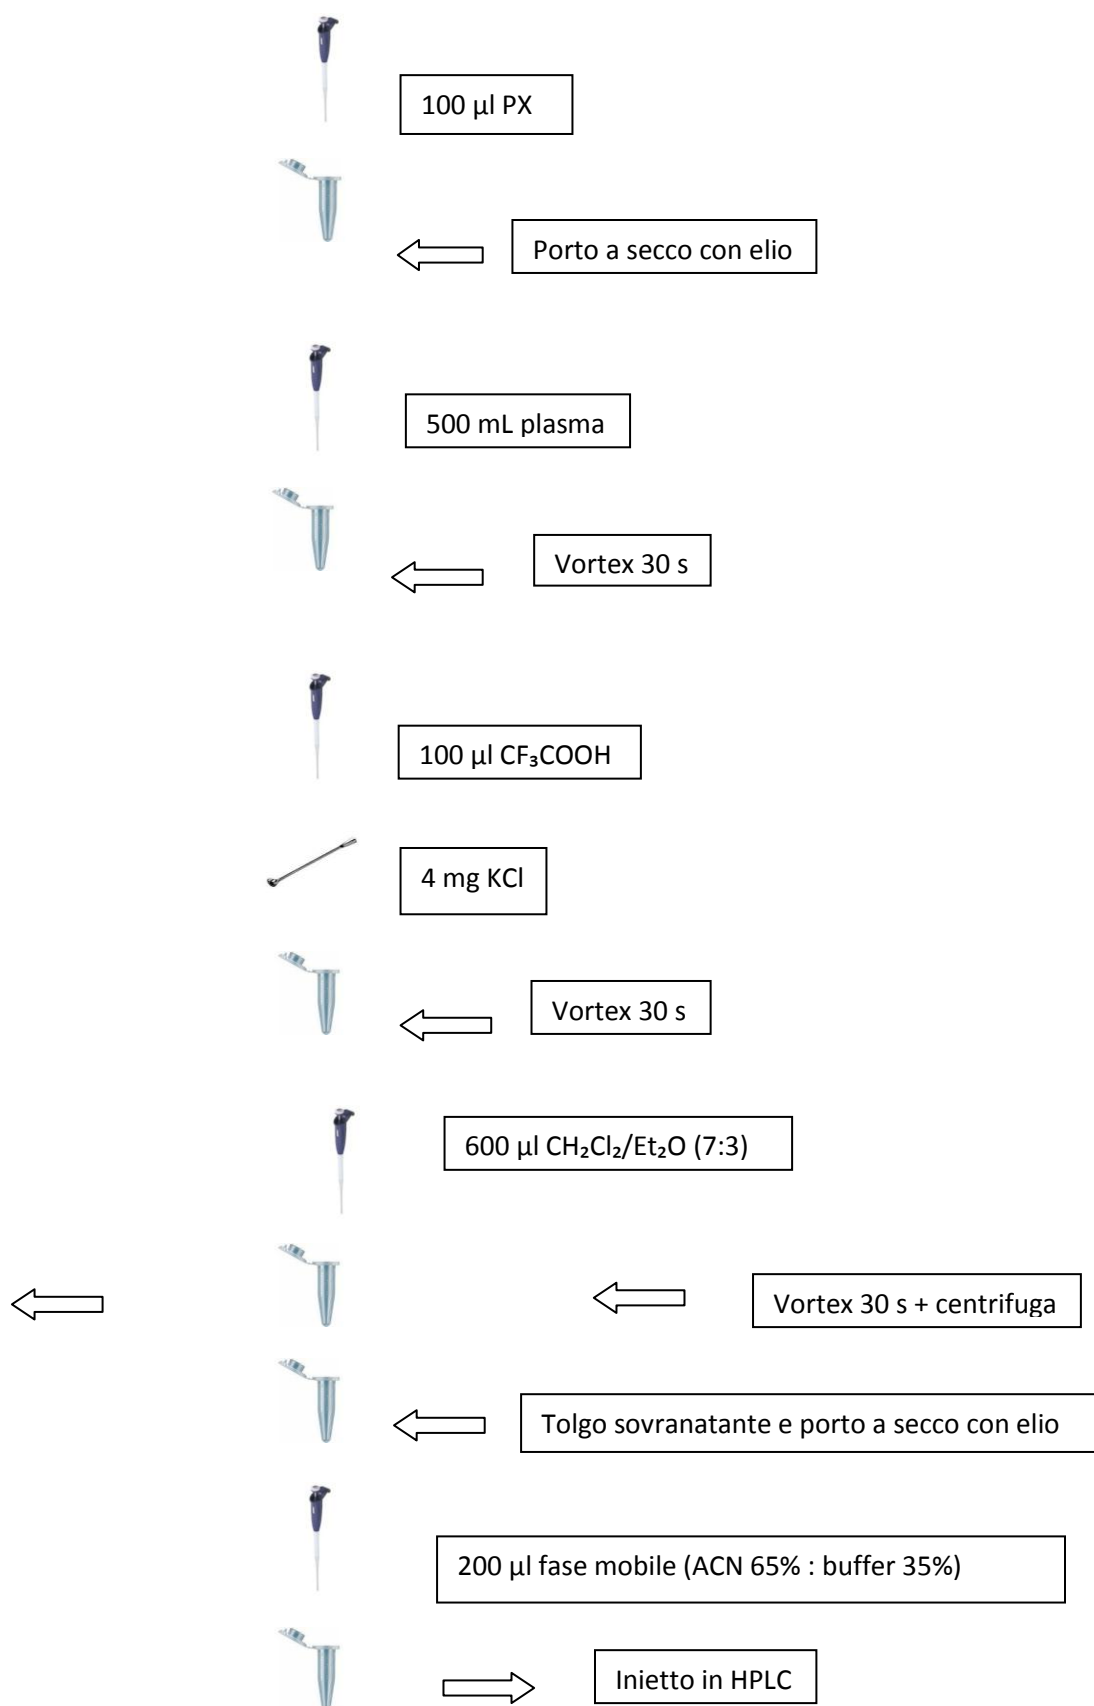 100 µl PX
Porto a secco con elio
500 mL plasma
Vortex 30 s
100 µl CF₃COOH
4 mg KCl
Vortex 30 s
600 µl CH₂Cl₂/Et₂O (7:3)
Vortex 30 s + centrifuga
Tolgo sovranatante e porto a secco con elio
200 µl fase mobile (ACN 65% : buffer 35%)
Inietto in HPLC